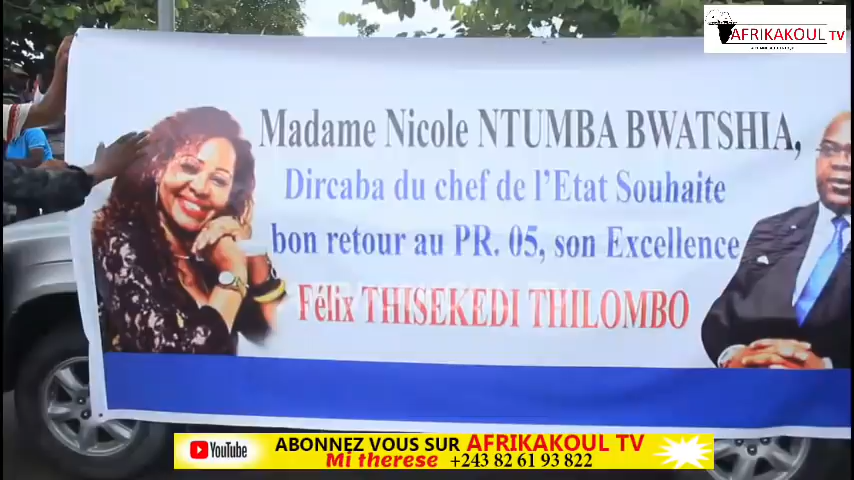 AFRIKAKOUL TV
Madame Nicole NTUMBA BWATSHIA,
Dircaba du chef de l'Etat Souhaite
bon retour au PR. 05, son Excellence
Félix THISEKEDI THILOMBO
YouTube
ABONNEZ VOUS SUR AFRIKAKOUL TV
Mi therese +243 82 61 93 822